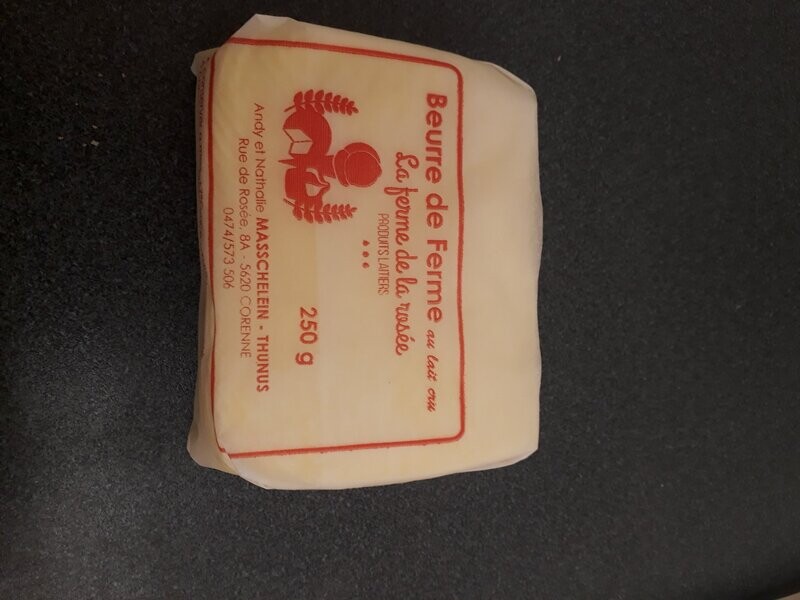 Beurre de Ferme au lait cru
La ferme de la rosée
PRODUITS LAITIERS
250 g
Andy et Nathalie MASSCHELEIN - THUNUS
Rue de Rosée, 8A - 5620 CORENNE
0474/573 506